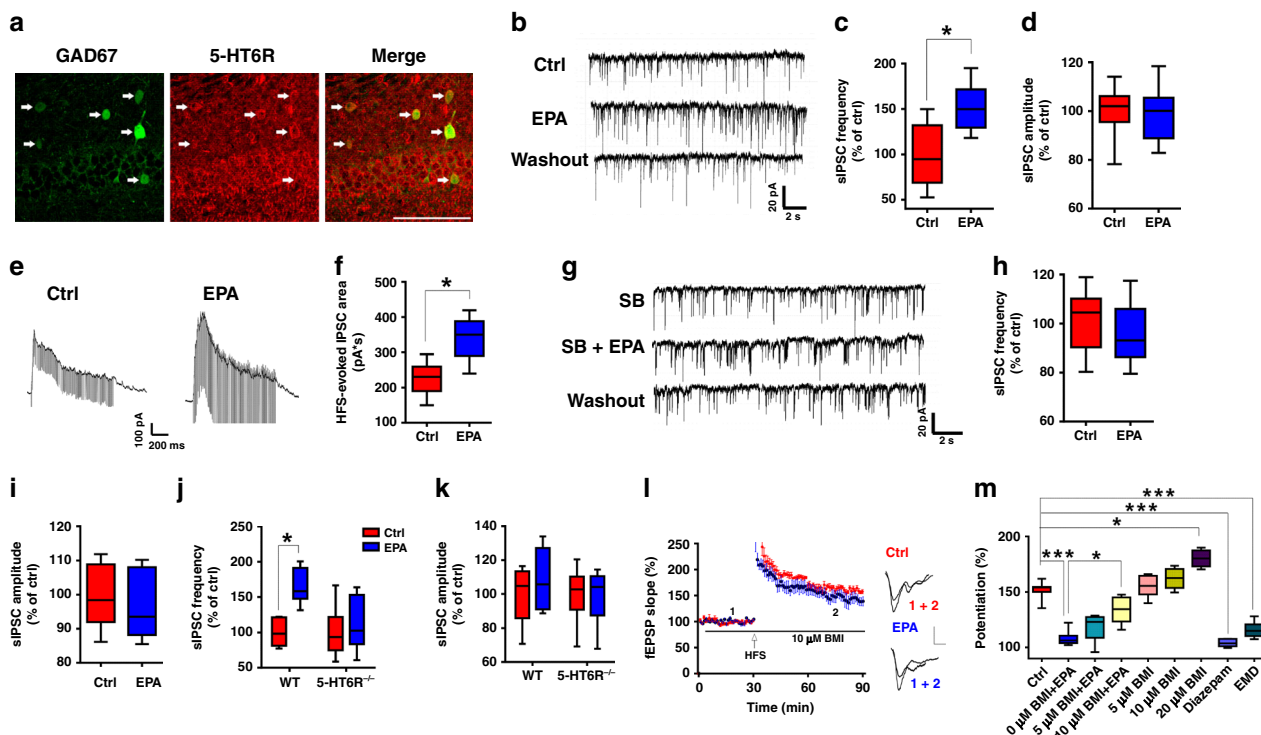 a
GAD67
5-HT6R
Merge
b
Ctrl
EPA
Washout
20 pA
2 s
c
sIPSC frequency
(% of ctrl)
200
150
100
50
*
Ctrl
EPA
d
sIPSC amplitude
(% of ctrl)
120
100
80
60
Ctrl
EPA
e
Ctrl
EPA
100 pA
200 ms
f
HFS-evoked IPSC area
(pA*s)
500
400
300
200
100
*
Ctrl
EPA
g
SB
SB + EPA
Washout
20 pA
2 s
h
sIPSC frequency
(% of ctrl)
120
100
80
60
Ctrl
EPA
i
sIPSC amplitude
(% of ctrl)
120
110
100
90
80
Ctrl
EPA
j
sIPSC frequency
(% of ctrl)
250
200
150
100
50
*
WT
5-HT6R–/–
Ctrl
EPA
k
sIPSC amplitude
(% of ctrl)
140
120
100
80
60
WT
5-HT6R–/–
l
fEPSP slope (%)
250
200
150
100
50
0
1
2
10 µM BMI
HFS
0
30
60
90
Time (min)
Ctrl
1 + 2
EPA
1 + 2
m
Potentiation (%)
200
150
100
***
***
*
***
*
Ctrl
0 µM BMI+EPA
5 µM BMI+EPA
10 µM BMI+EPA
5 µM BMI
10 µM BMI
20 µM BMI
Diazepam
EMD